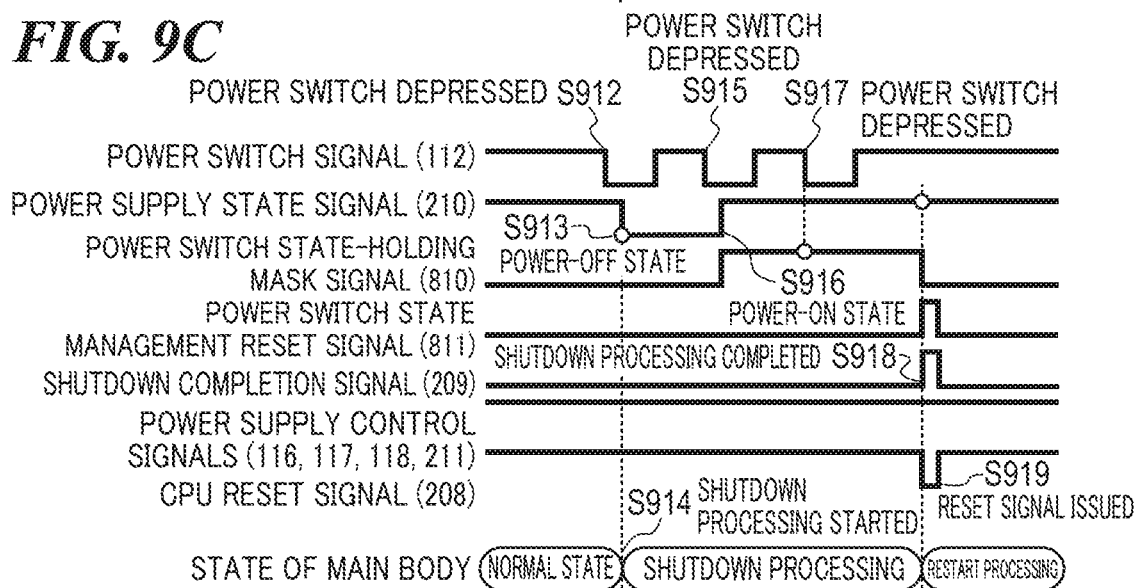 FIG. 9C
POWER SWITCH
DEPRESSED
POWER SWITCH DEPRESSED S912 S915 S917 POWER SWITCH
DEPRESSED
POWER SWITCH SIGNAL (112)
POWER SUPPLY STATE SIGNAL (210)
S913
POWER SWITCH STATE-HOLDING
MASK SIGNAL (810)
POWER-OFF STATE
S916
POWER SWITCH STATE
MANAGEMENT RESET SIGNAL (811)
POWER-ON STATE
SHUTDOWN PROCESSING COMPLETED S918
SHUTDOWN COMPLETION SIGNAL (209)
POWER SUPPLY CONTROL
SIGNALS (116, 117, 118, 211)
CPU RESET SIGNAL (208)
S919
RESET SIGNAL ISSUED
S914 SHUTDOWN
PROCESSING STARTED
STATE OF MAIN BODY NORMAL STATE SHUTDOWN PROCESSING RESTART PROCESSING